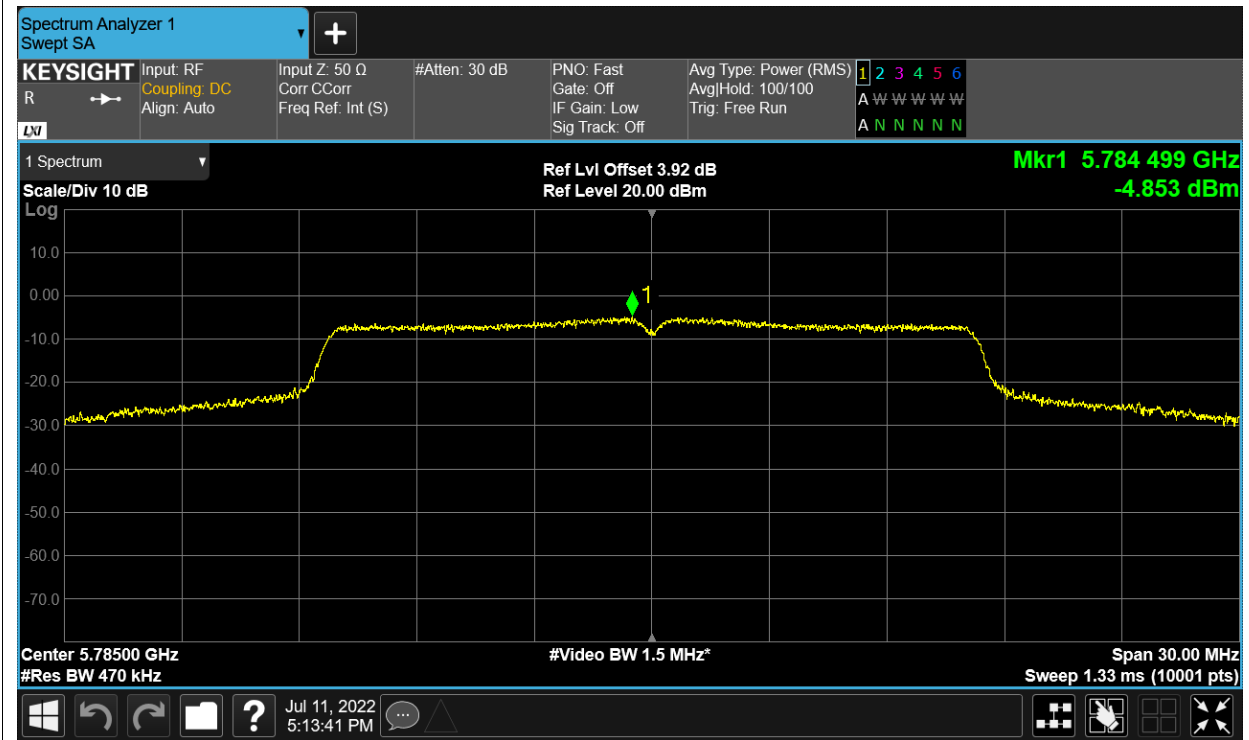 Spectrum Analyzer 1
Swept SA
KEYSIGHT
R
LXI
Input: RF
Coupling: DC
Align: Auto
Input Z: 50 Ω
Corr CCorr
Freq Ref: Int (S)
#Atten: 30 dB
PNO: Fast
Gate: Off
IF Gain: Low
Sig Track: Off
Avg Type: Power (RMS)
Avg|Hold: 100/100
Trig: Free Run
1 2 3 4 5 6
A W W W W W
A N N N N N
1 Spectrum
Scale/Div 10 dB
Ref Lvl Offset 3.92 dB
Ref Level 20.00 dBm
Mkr1 5.784 499 GHz
-4.853 dBm
Log
10.0
0.00
-10.0
-20.0
-30.0
-40.0
-50.0
-60.0
-70.0
1
Center 5.78500 GHz
#Res BW 470 kHz
#Video BW 1.5 MHz*
Span 30.00 MHz
Sweep 1.33 ms (10001 pts)
?
Jul 11, 2022
5:13:41 PM